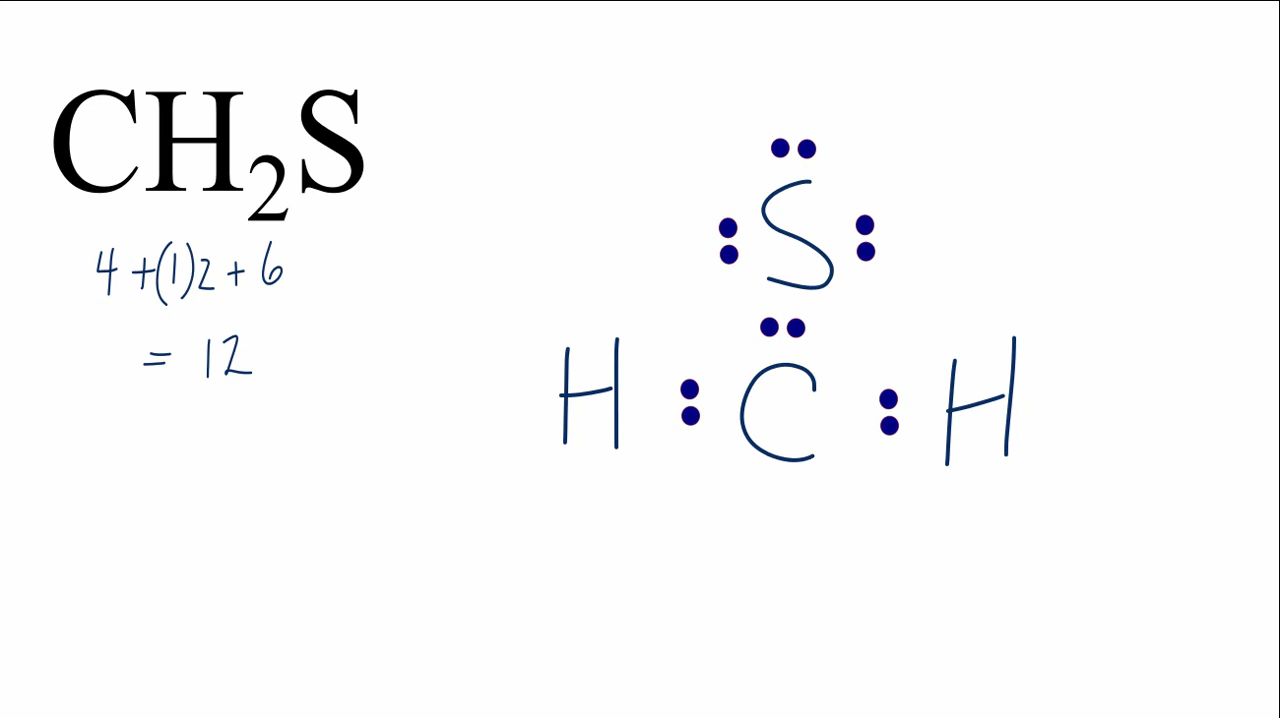 CH₂S
4 + (1)2 + 6
= 12
S
H C H